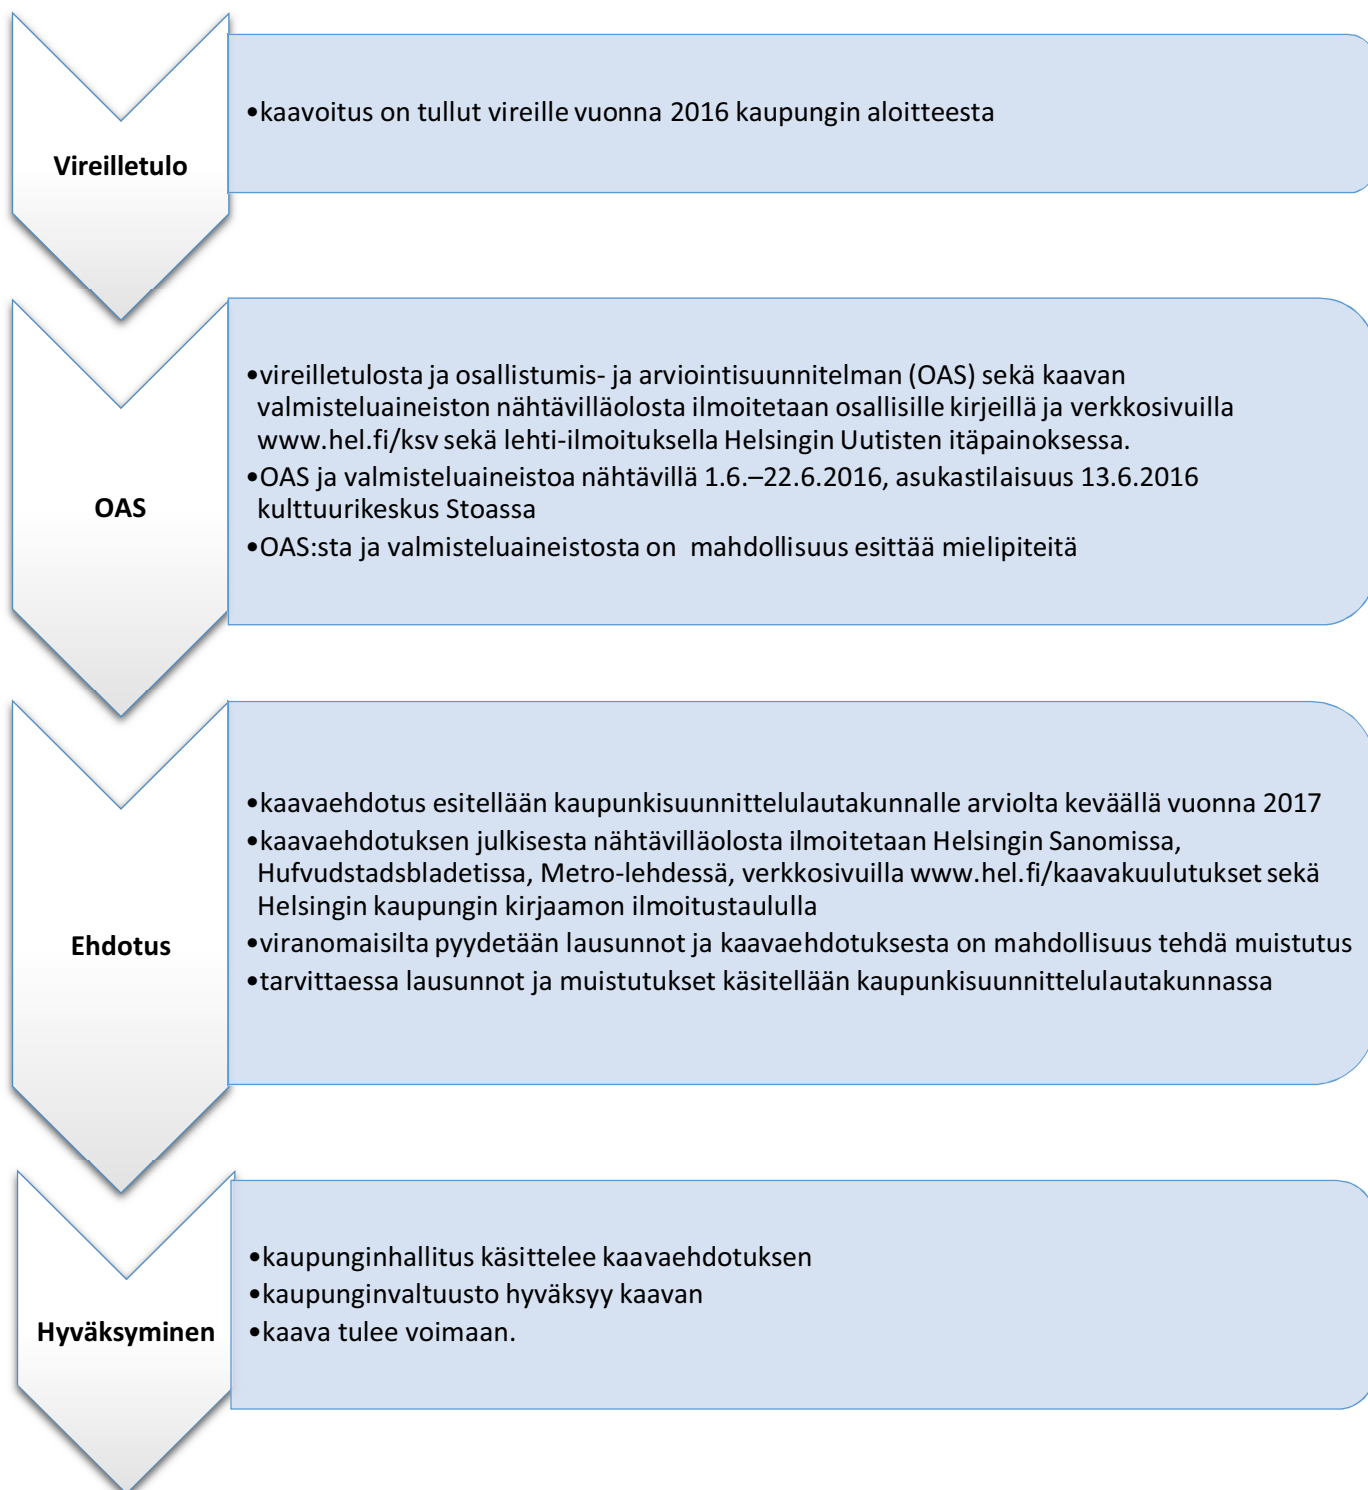 Vireilletulo
•kaavoitus on tullut vireille vuonna 2016 kaupungin aloitteesta
OAS
•vireilletulosta ja osallistumis- ja arviointisuunnitelman (OAS) sekä kaavan
valmisteluaineiston nähtävilläolosta ilmoitetaan osallisille kirjeillä ja verkkosivuilla
www.hel.fi/ksv sekä lehti-ilmoituksella Helsingin Uutisten itäpainoksessa.
•OAS ja valmisteluaineistoa nähtävillä 1.6.–22.6.2016, asukastilaisuus 13.6.2016
kulttuurikeskus Stoassa
•OAS:sta ja valmisteluaineistosta on  mahdollisuus esittää mielipiteitä
Ehdotus
•kaavaehdotus esitellään kaupunkisuunnittelulautakunnalle arviolta keväällä vuonna 2017
•kaavaehdotuksen julkisesta nähtävilläolosta ilmoitetaan Helsingin Sanomissa,
Hufvudstadsbladetissa, Metro-lehdessä, verkkosivuilla www.hel.fi/kaavakuulutukset sekä
Helsingin kaupungin kirjaamon ilmoitustaululla
•viranomaisilta pyydetään lausunnot ja kaavaehdotuksesta on mahdollisuus tehdä muistutus
•tarvittaessa lausunnot ja muistutukset käsitellään kaupunkisuunnittelulautakunnassa
Hyväksyminen
•kaupunginhallitus käsittelee kaavaehdotuksen
•kaupunginvaltuusto hyväksyy kaavan
•kaava tulee voimaan.